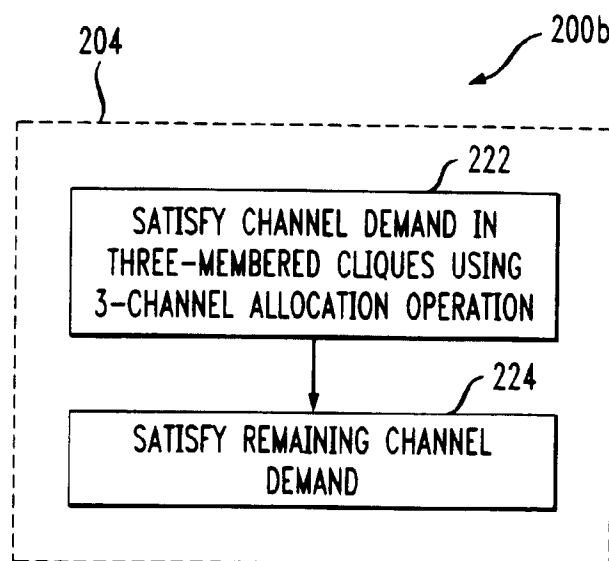 200b
204
222
SATISFY CHANNEL DEMAND IN
THREE-MEMBERED CLIQUES USING
3-CHANNEL ALLOCATION OPERATION
224
SATISFY REMAINING CHANNEL
DEMAND